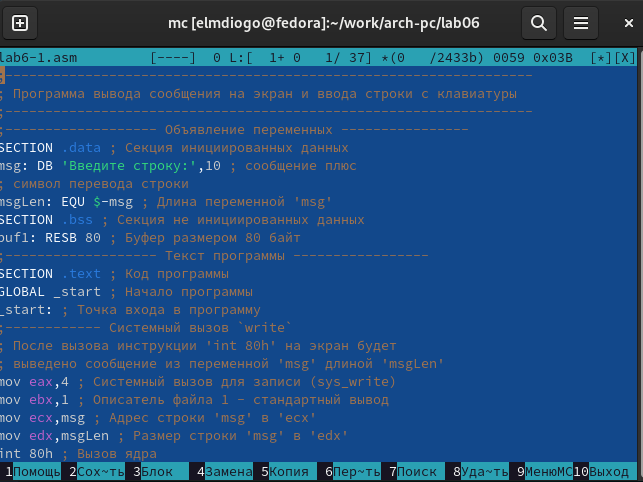 mc [elmdiogo@fedora]:~/work/arch-pc/lab06
lab6-1.asm [----] 0 L:[ 1+ 0 1/ 37] *(0 /2433b) 0059 0x03B [*][X]
;------------------------------------------------------------------
; Программа вывода сообщения на экран и ввода строки с клавиатуры
;------------------------------------------------------------------
;------------------- Объявление переменных ----------------
SECTION .data ; Секция инициированных данных
msg: DB 'Введите строку:',10 ; сообщение плюс
; символ перевода строки
msgLen: EQU $-msg ; Длина переменной 'msg'
SECTION .bss ; Секция не инициированных данных
buf1: RESB 80 ; Буфер размером 80 байт
;------------------- Текст программы -----------------
SECTION .text ; Код программы
GLOBAL _start ; Начало программы
_start: ; Точка входа в программу
;------------ Системный вызов `write`
; После вызова инструкции 'int 80h' на экран будет
; выведено сообщение из переменной 'msg' длиной 'msgLen'
mov eax,4 ; Системный вызов для записи (sys_write)
mov ebx,1 ; Описатель файла 1 - стандартный вывод
mov ecx,msg ; Адрес строки 'msg' в 'ecx'
mov edx,msgLen ; Размер строки 'msg' в 'edx'
int 80h ; Вызов ядра
1Помощь 2Сох~ть 3Блок 4Замена 5Копия 6Пер~ть 7Поиск 8Уда~ть 9МенюМС 10Выход